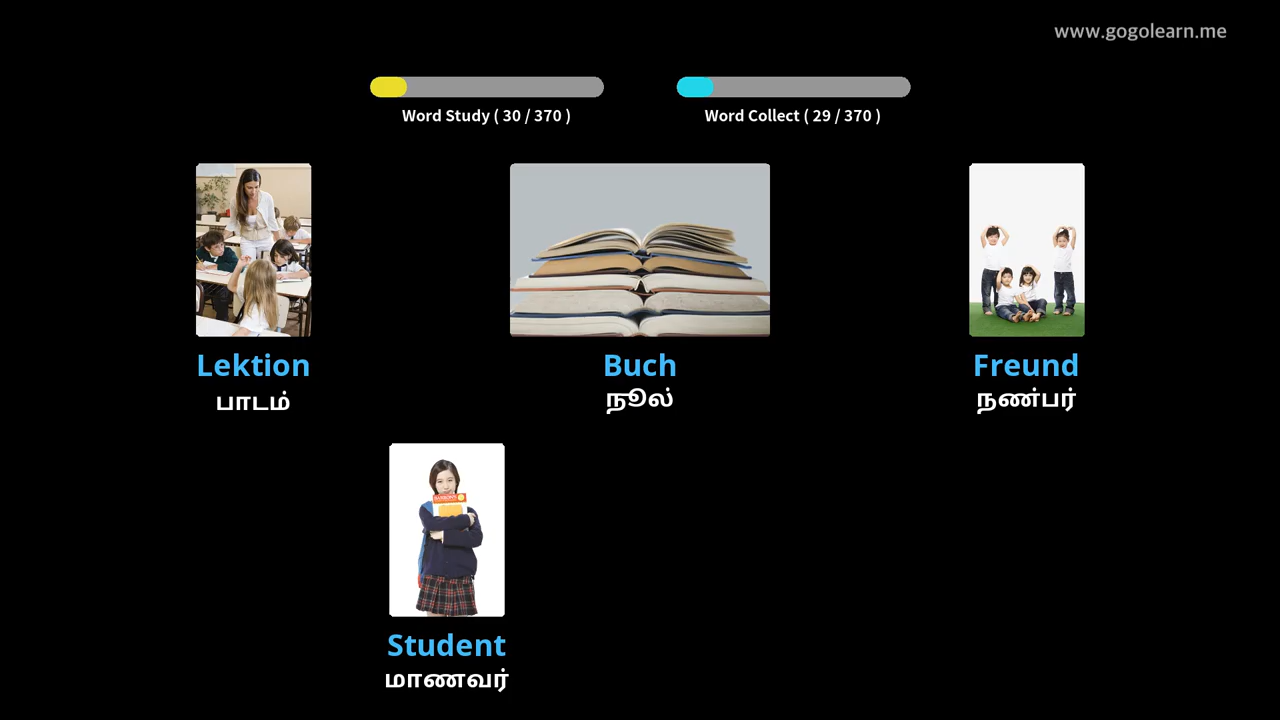 www.gogolearn.me
Word Study ( 30 / 370 )
Word Collect ( 29 / 370 )
Lektion
பாடம்
Buch
நூல்
Freund
நண்பர்
Student
மாணவர்